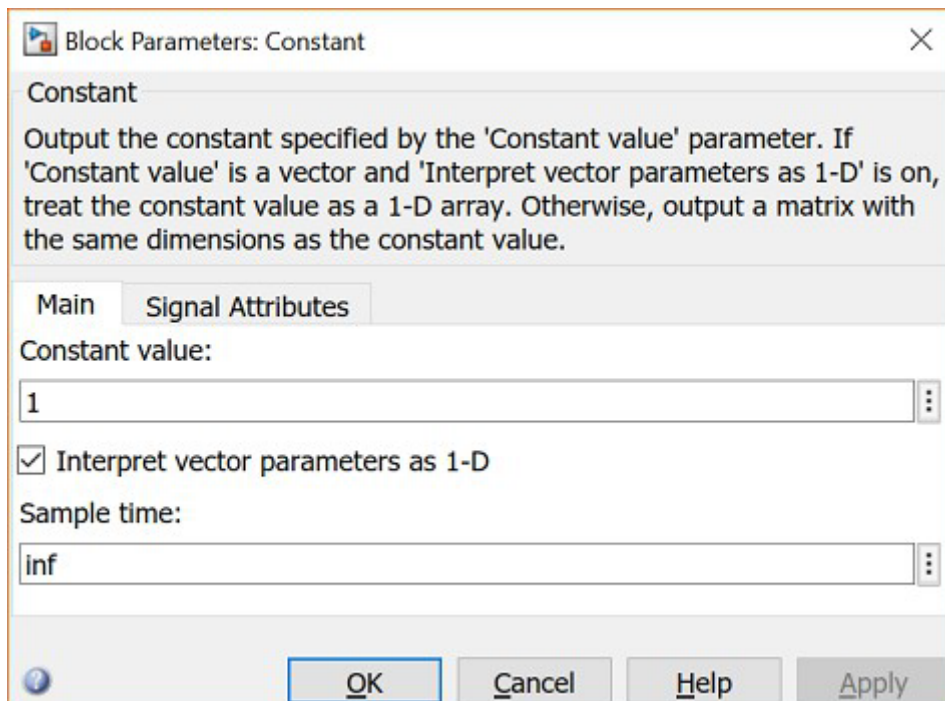 Block Parameters: Constant
Constant
Output the constant specified by the 'Constant value' parameter. If
'Constant value' is a vector and 'Interpret vector parameters as 1-D' is on,
treat the constant value as a 1-D array. Otherwise, output a matrix with
the same dimensions as the constant value.
Main Signal Attributes
Constant value:
1
Interpret vector parameters as 1-D
Sample time:
inf
OK Cancel Help Apply